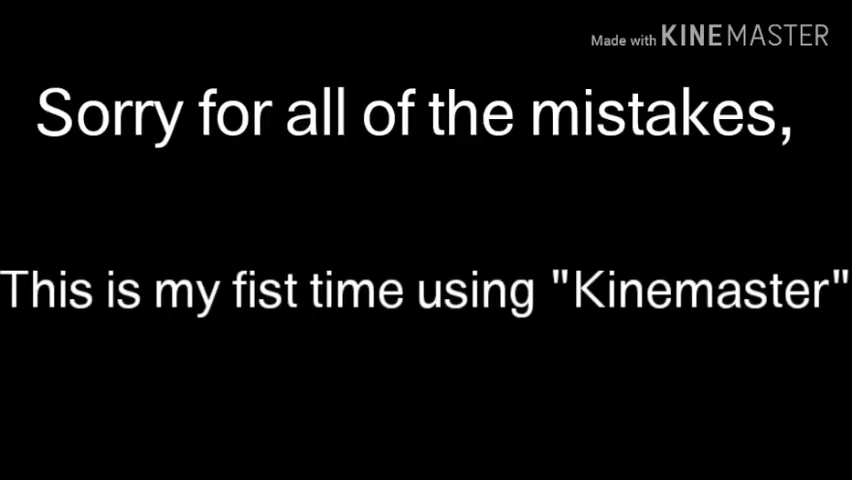 Made with KINEMASTER
Sorry for all of the mistakes,
This is my fist time using "Kinemaster"